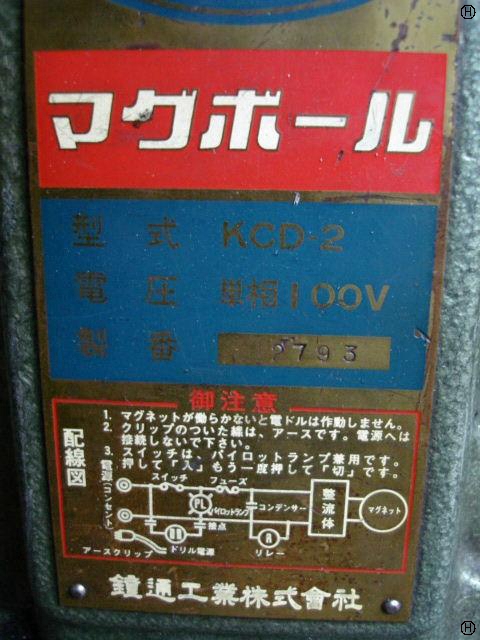 H
マグボール
型式 KCD-2
電圧 単相100V
製番 2793
御注意
1. マグネットが働らかないと電ドルは作動しません。
2. クリップのついた線は、アースです。電源へは
接続しないで下さい。
3. スイッチは、パイロットランプ兼用です。
押して「入」もう一度押して「切」です。
配線図
電源(コンセント)
スイッチ
フューズ
PL
パイロットランプ
コンデンサー
整流体
マグネット
接点
R
リレー
アースクリップ
ドリル電源
鐘通工業株式會社
H